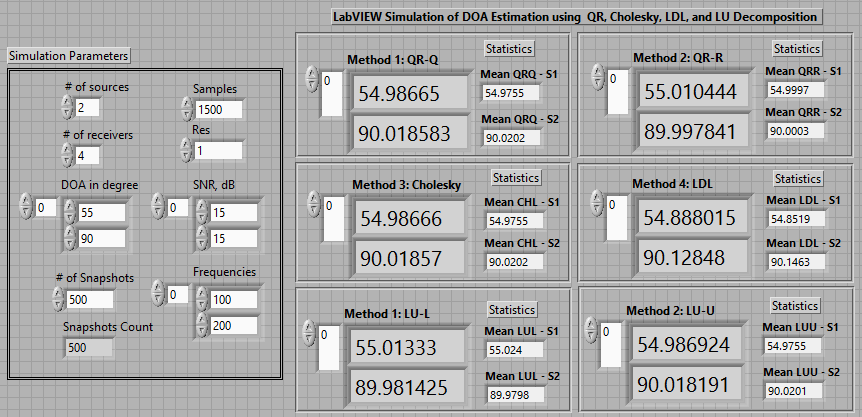 LabVIEW Simulation of DOA Estimation using QR, Cholesky, LDL, and LU Decomposition
Simulation Parameters
# of sources
2
Samples
1500
# of receivers
4
Res
1
DOA in degree
0
55
90
SNR, dB
0
15
15
# of Snapshots
500
Frequencies
0
100
200
Snapshots Count
500
Method 1: QR-Q
0
54.98665
90.018583
Statistics
Mean QRQ - S1
54.9755
Mean QRQ - S2
90.0202
Method 2: QR-R
0
55.010444
89.997841
Statistics
Mean QRR - S1
54.9997
Mean QRR - S2
90.0003
Method 3: Cholesky
0
54.98666
90.01857
Statistics
Mean CHL - S1
54.9755
Mean CHL - S2
90.0202
Method 4: LDL
0
54.888015
90.12848
Statistics
Mean LDL - S1
54.8519
Mean LDL - S2
90.1463
Method 1: LU-L
0
55.01333
89.981425
Statistics
Mean LUL - S1
55.024
Mean LUL - S2
89.9798
Method 2: LU-U
0
54.986924
90.018191
Statistics
Mean LUU - S1
54.9755
Mean LUU - S2
90.0201